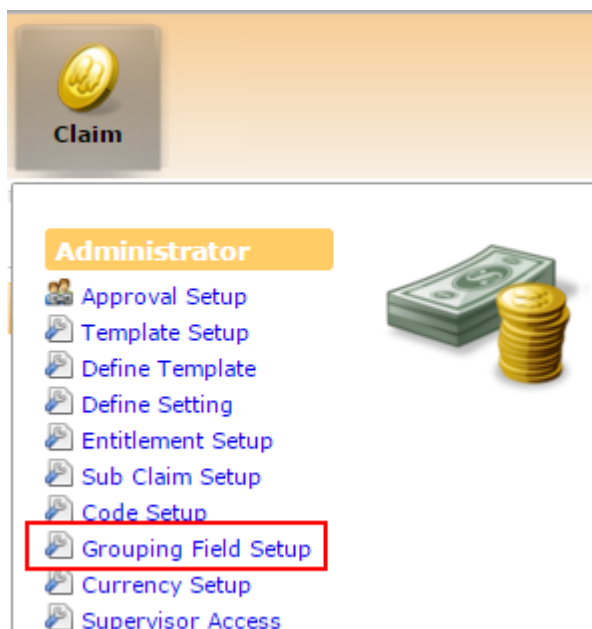 Claim
Administrator
Approval Setup
Template Setup
Define Template
Define Setting
Entitlement Setup
Sub Claim Setup
Code Setup
Grouping Field Setup
Currency Setup
Supervisor Access